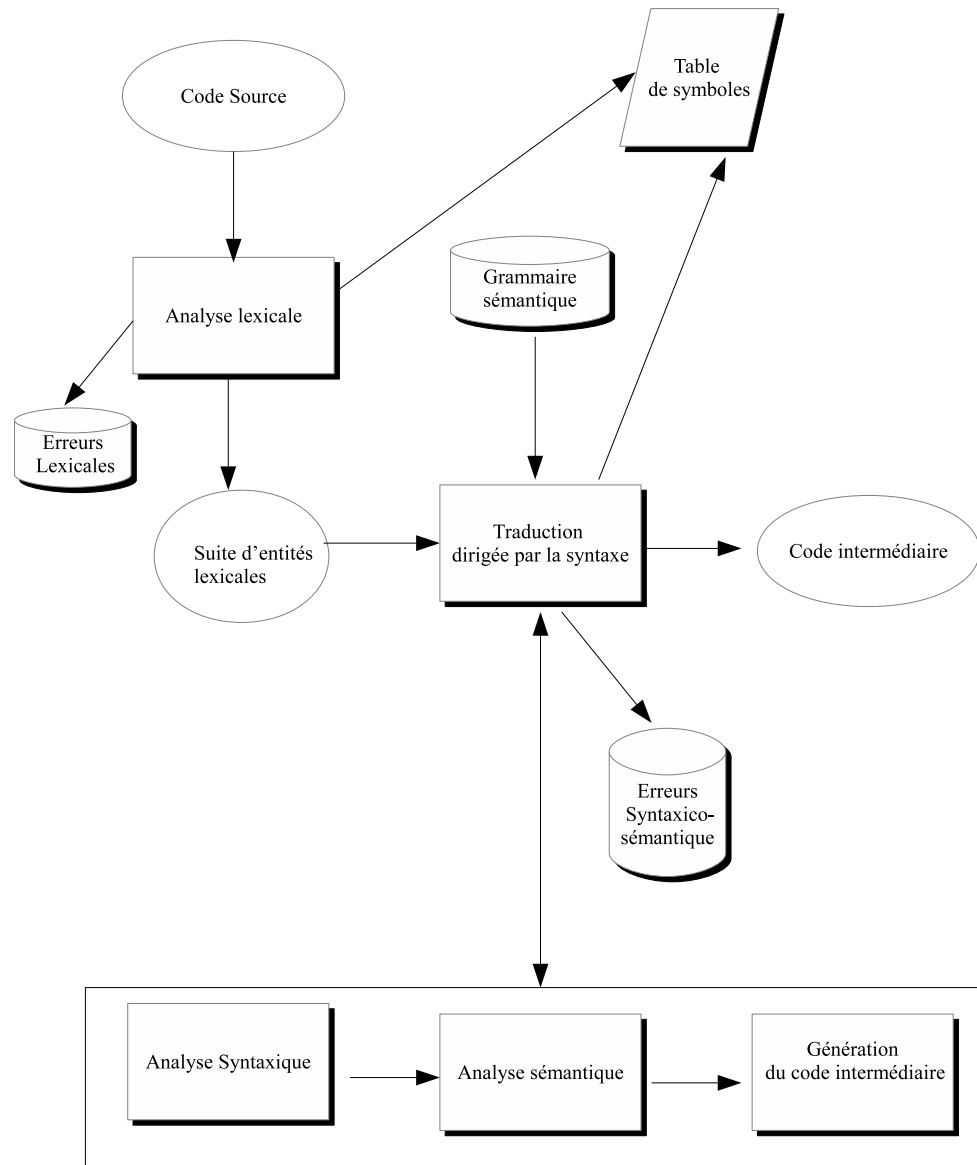 Code Source
Table
de symboles
Grammaire
sémantique
Analyse lexicale
Erreurs
Lexicales
Suite d'entités
lexicales
Traduction
dirigée par la syntaxe
Code intermédiaire
Erreurs
Syntaxico-
sémantique
Analyse Syntaxique
Analyse sémantique
Génération
du code intermédiaire